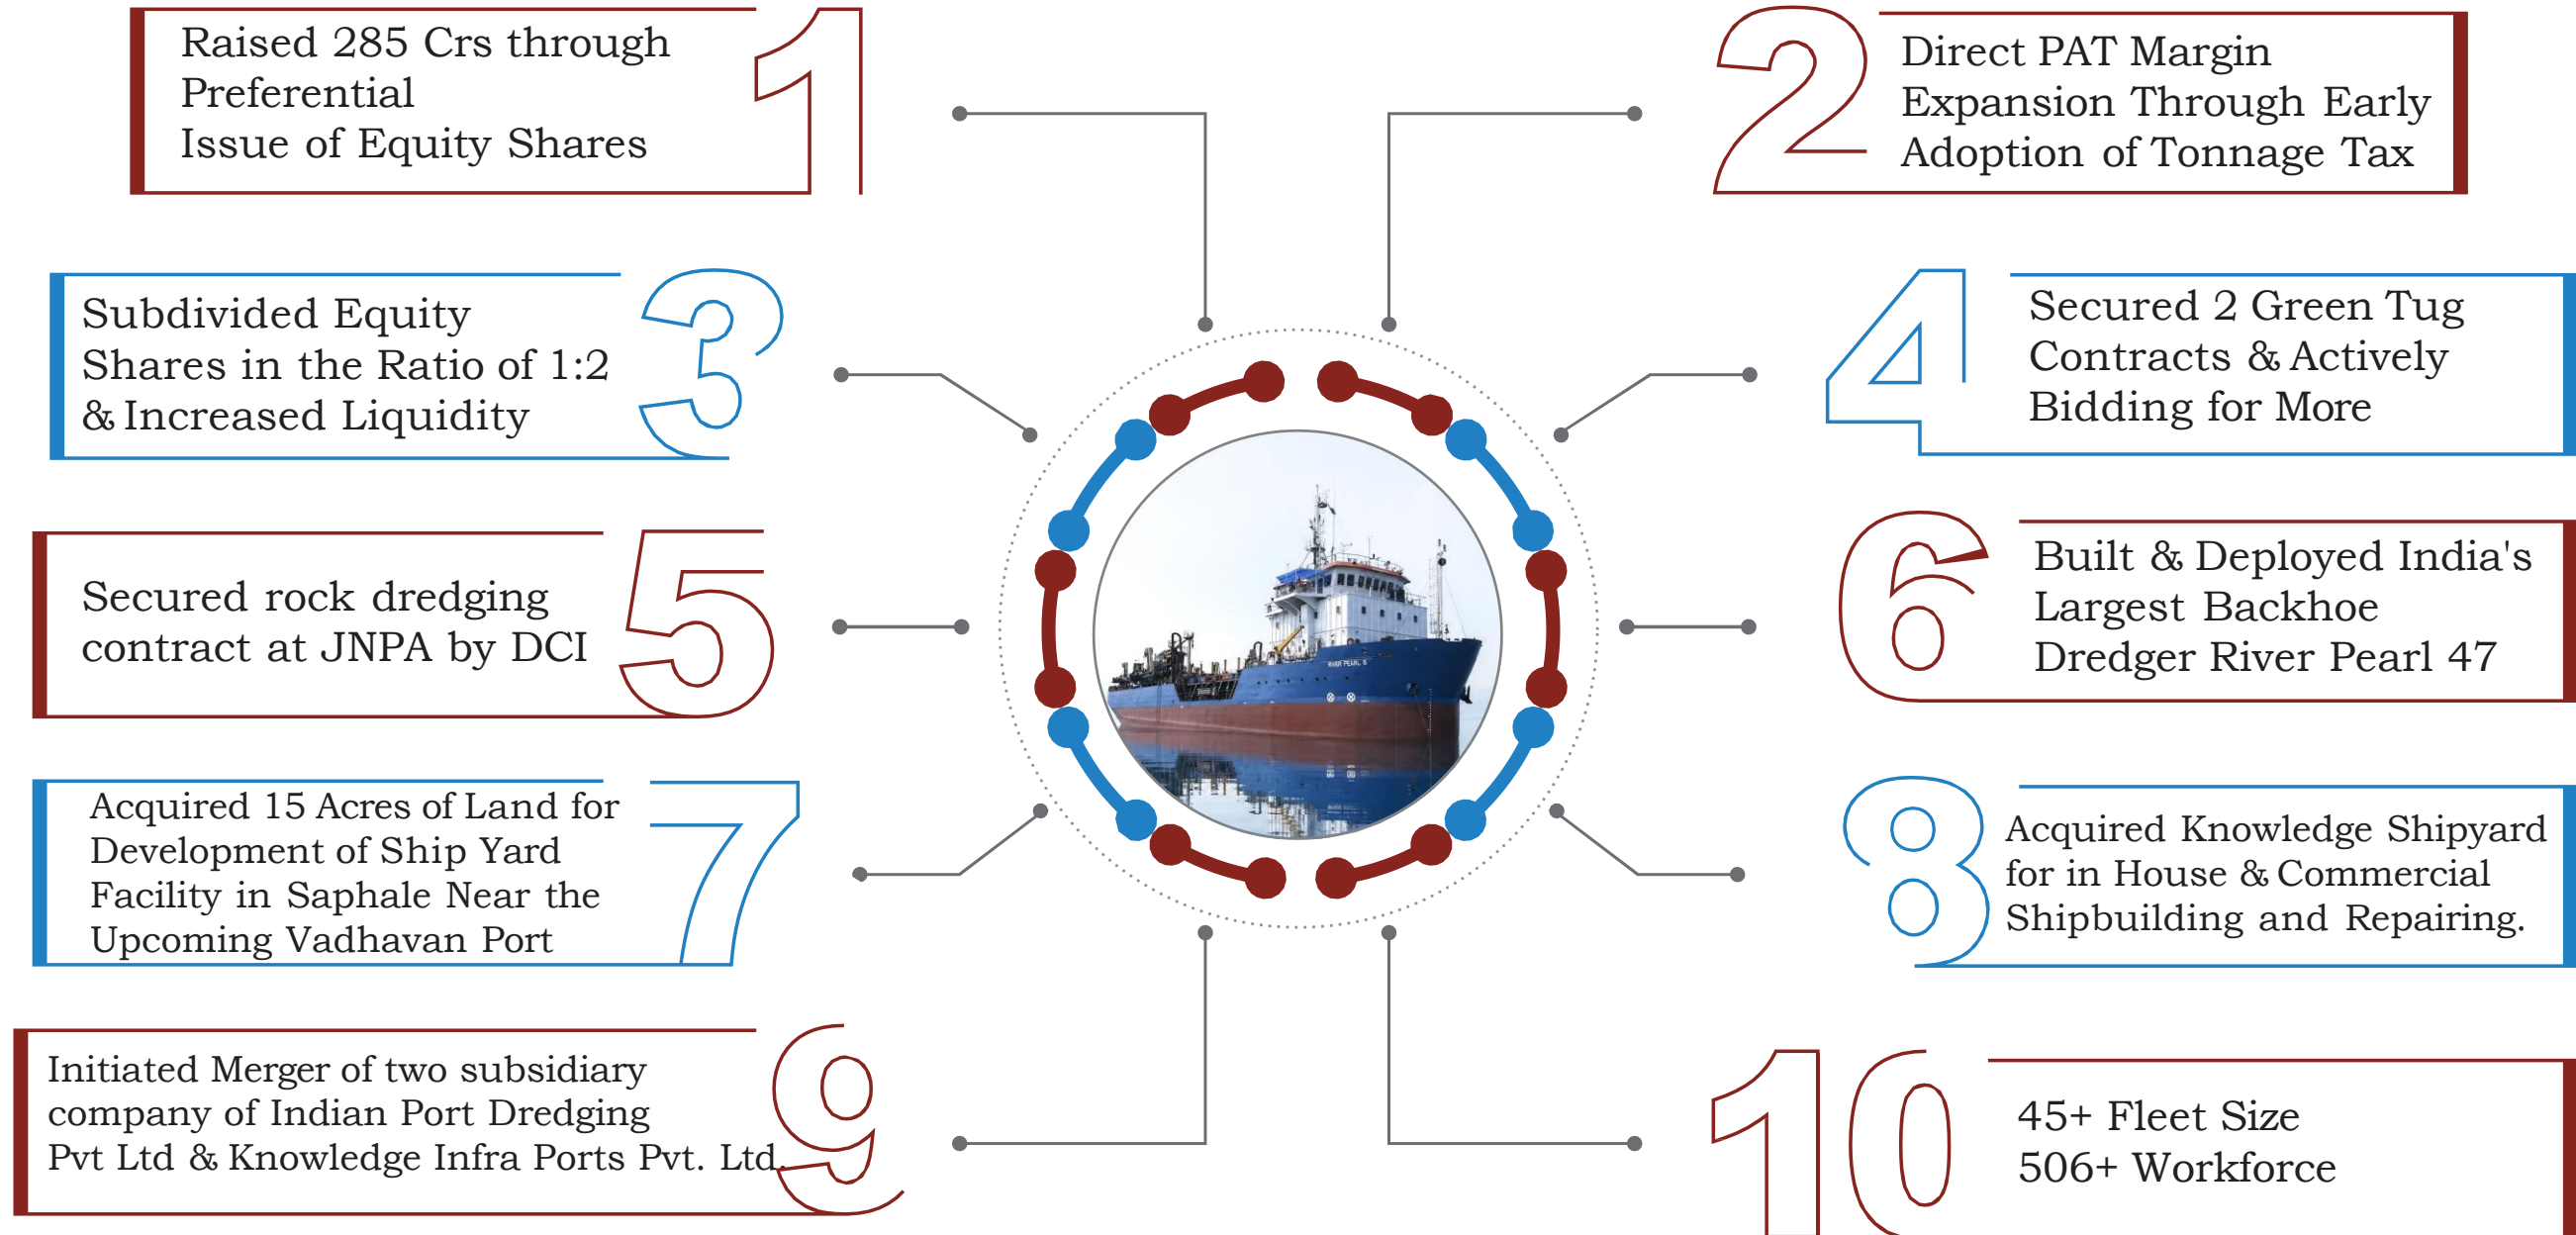 Raised 285 Crs through
Preferential
Issue of Equity Shares
1
2
Direct PAT Margin
Expansion Through Early
Adoption of Tonnage Tax
Subdivided Equity
Shares in the Ratio of 1:2
& Increased Liquidity
3
4
Secured 2 Green Tug
Contracts & Actively
Bidding for More
Secured rock dredging
contract at JNPA by DCI
5
6
Built & Deployed India's
Largest Backhoe
Dredger River Pearl 47
RIVER PEARL 6
Acquired 15 Acres of Land for
Development of Ship Yard
Facility in Saphale Near the
Upcoming Vadhavan Port
7
8
Acquired Knowledge Shipyard
for in House & Commercial
Shipbuilding and Repairing.
Initiated Merger of two subsidiary
company of Indian Port Dredging
Pvt Ltd & Knowledge Infra Ports Pvt. Ltd.
9
10
45+ Fleet Size
506+ Workforce